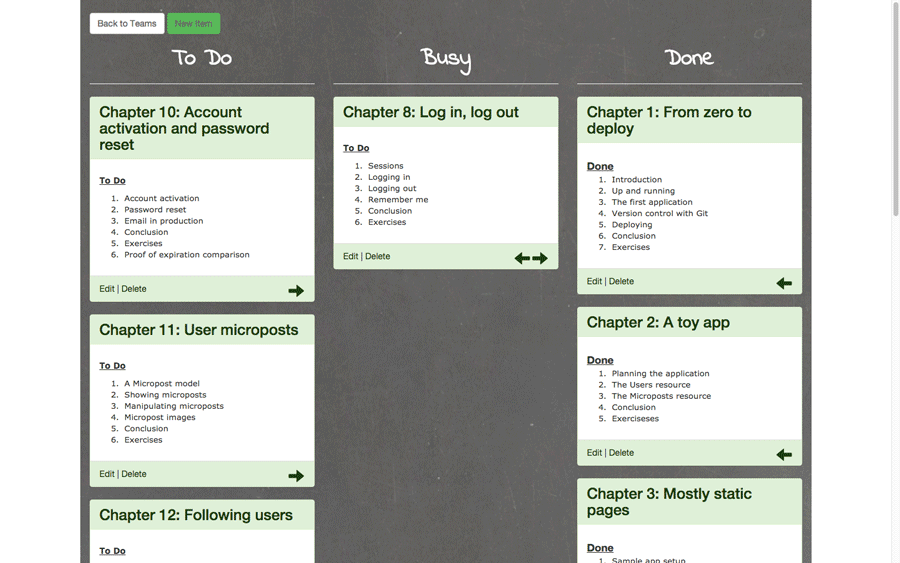 Back to Teams New Item
To Do
Chapter 10: Account
activation and password
reset
To Do
1. Account activation
2. Password reset
3. Email in production
4. Conclusion
5. Exercises
6. Proof of expiration comparison
Edit | Delete
Chapter 11: User microposts
To Do
1. A Micropost model
2. Showing microposts
3. Manipulating microposts
4. Micropost images
5. Conclusion
6. Exercises
Edit | Delete
Chapter 12: Following users
To Do
Busy
Chapter 8: Log in, log out
To Do
1. Sessions
2. Logging in
3. Logging out
4. Remember me
5. Conclusion
6. Exercises
Edit | Delete
Done
Chapter 1: From zero to
deploy
Done
1. Introduction
2. Up and running
3. The first application
4. Version control with Git
5. Deploying
6. Conclusion
7. Exercises
Edit | Delete
Chapter 2: A toy app
Done
1. Planning the application
2. The Users resource
3. The Microposts resource
4. Conclusion
5. Exerciseses
Edit | Delete
Chapter 3: Mostly static
pages
Done
1. Sample app setup